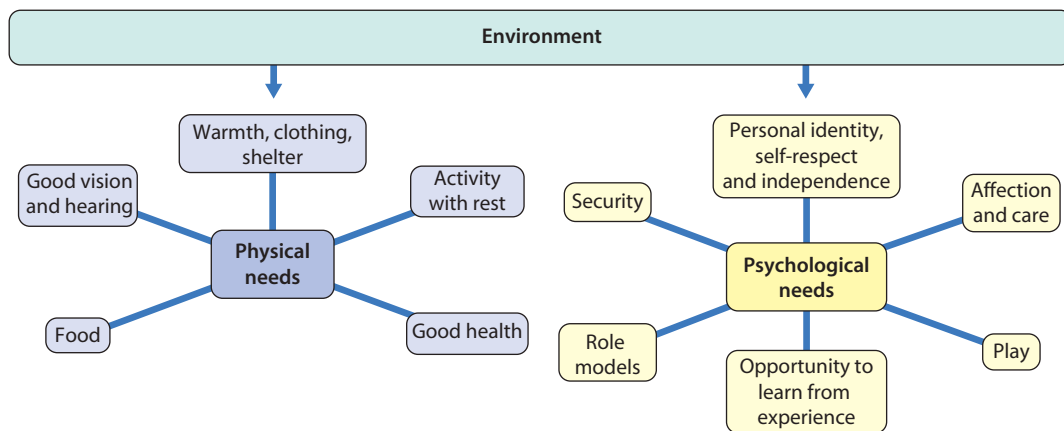 Environment
Warmth, clothing,
shelter
Good vision
and hearing
Activity
with rest
Physical
needs
Food
Good health
Personal identity,
self-respect
and independence
Security
Affection
and care
Psychological
needs
Role
models
Opportunity to
learn from
experience
Play